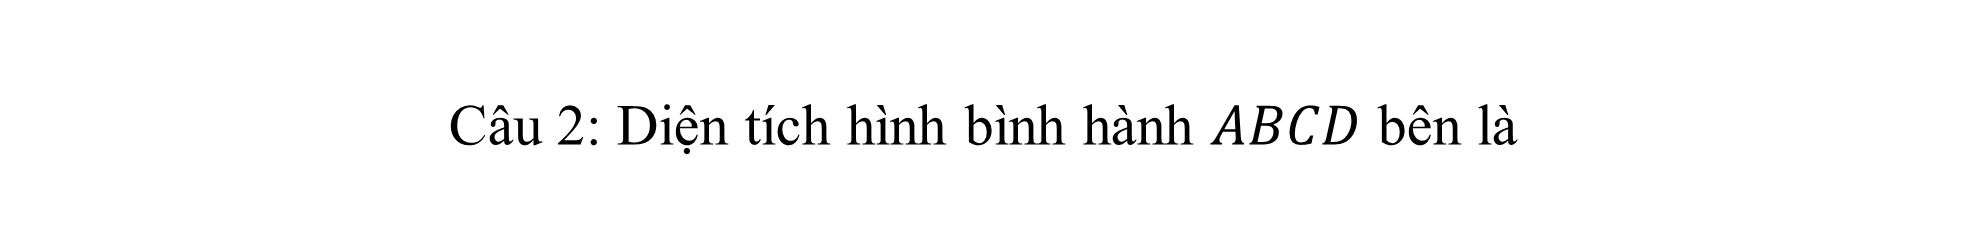 Câu 2: Diện tích hình bình hành ABCD bên là